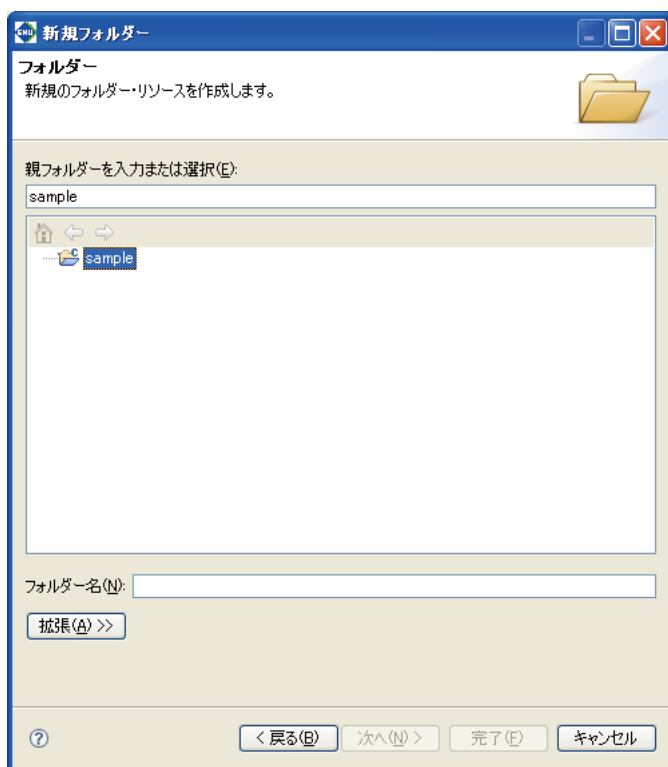 GNU 新規フォルダー
フォルダー
新規のフォルダー・リソースを作成します。
親フォルダーを入力または選択(E):
sample
C sample
フォルダー名(N):
拡張(A) >>
? < 戻る(B) 次へ(N) > 完了(F) キャンセル